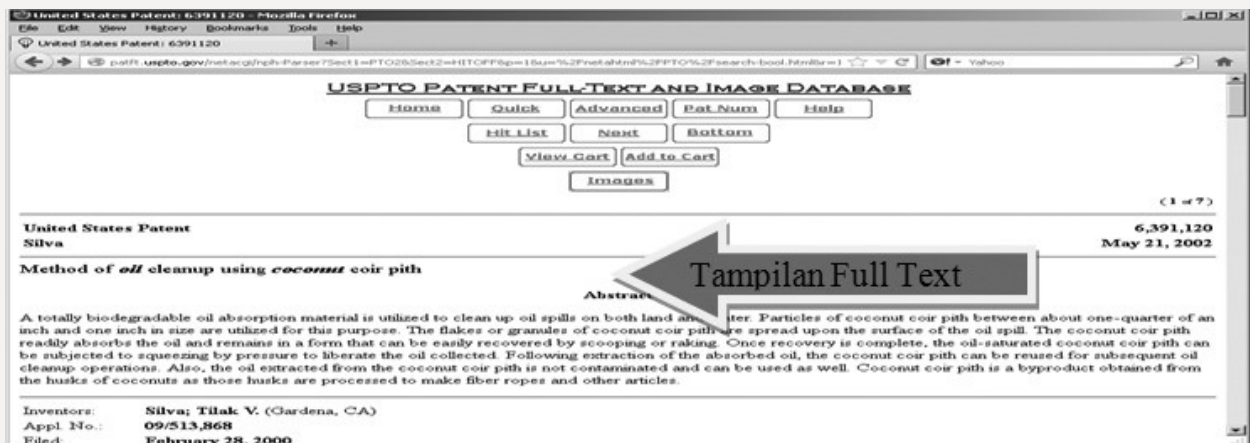 United States Patent: 6391120 - Mozilla Firefox
File Edit View History Bookmarks Tools Help
United States Patent: 6391120 +
patft.uspto.gov/netacgi/nph-Parser?Sect1=PTO2&Sect2=HITOFF&p=1&u=%2Fnetahtml%2FPTO%2Fsearch-bool.html&r=1 Yahoo
USPTO PATENT FULL-TEXT AND IMAGE DATABASE
Home Quick Advanced Pat Num Help
Hit List Next Bottom
View Cart Add to Cart
Images
(1 of 7)
United States Patent 6,391,120
Silva May 21, 2002
Method of oil cleanup using coconut coir pith
Tampilan Full Text
Abstrac
A totally biodegradable oil absorption material is utilized to clean up oil spills on both land and water. Particles of coconut coir pith between about one-quarter of an
inch and one inch in size are utilized for this purpose. The flakes or granules of coconut coir pith are spread upon the surface of the oil spill. The coconut coir pith
readily absorbs the oil and remains in a form that can be easily recovered by scooping or raking. Once recovery is complete, the oil-saturated coconut coir pith can
be subjected to squeezing by pressure to liberate the oil collected. Following extraction of the absorbed oil, the coconut coir pith can be reused for subsequent oil
cleanup operations. Also, the oil extracted from the coconut coir pith is not contaminated and can be used as well. Coconut coir pith is a byproduct obtained from
the husks of coconuts as those husks are processed to make fiber ropes and other articles.
Inventors: Silva; Tilak V. (Gardena, CA)
Appl. No.: 09/513,868
Filed: February 28, 2000